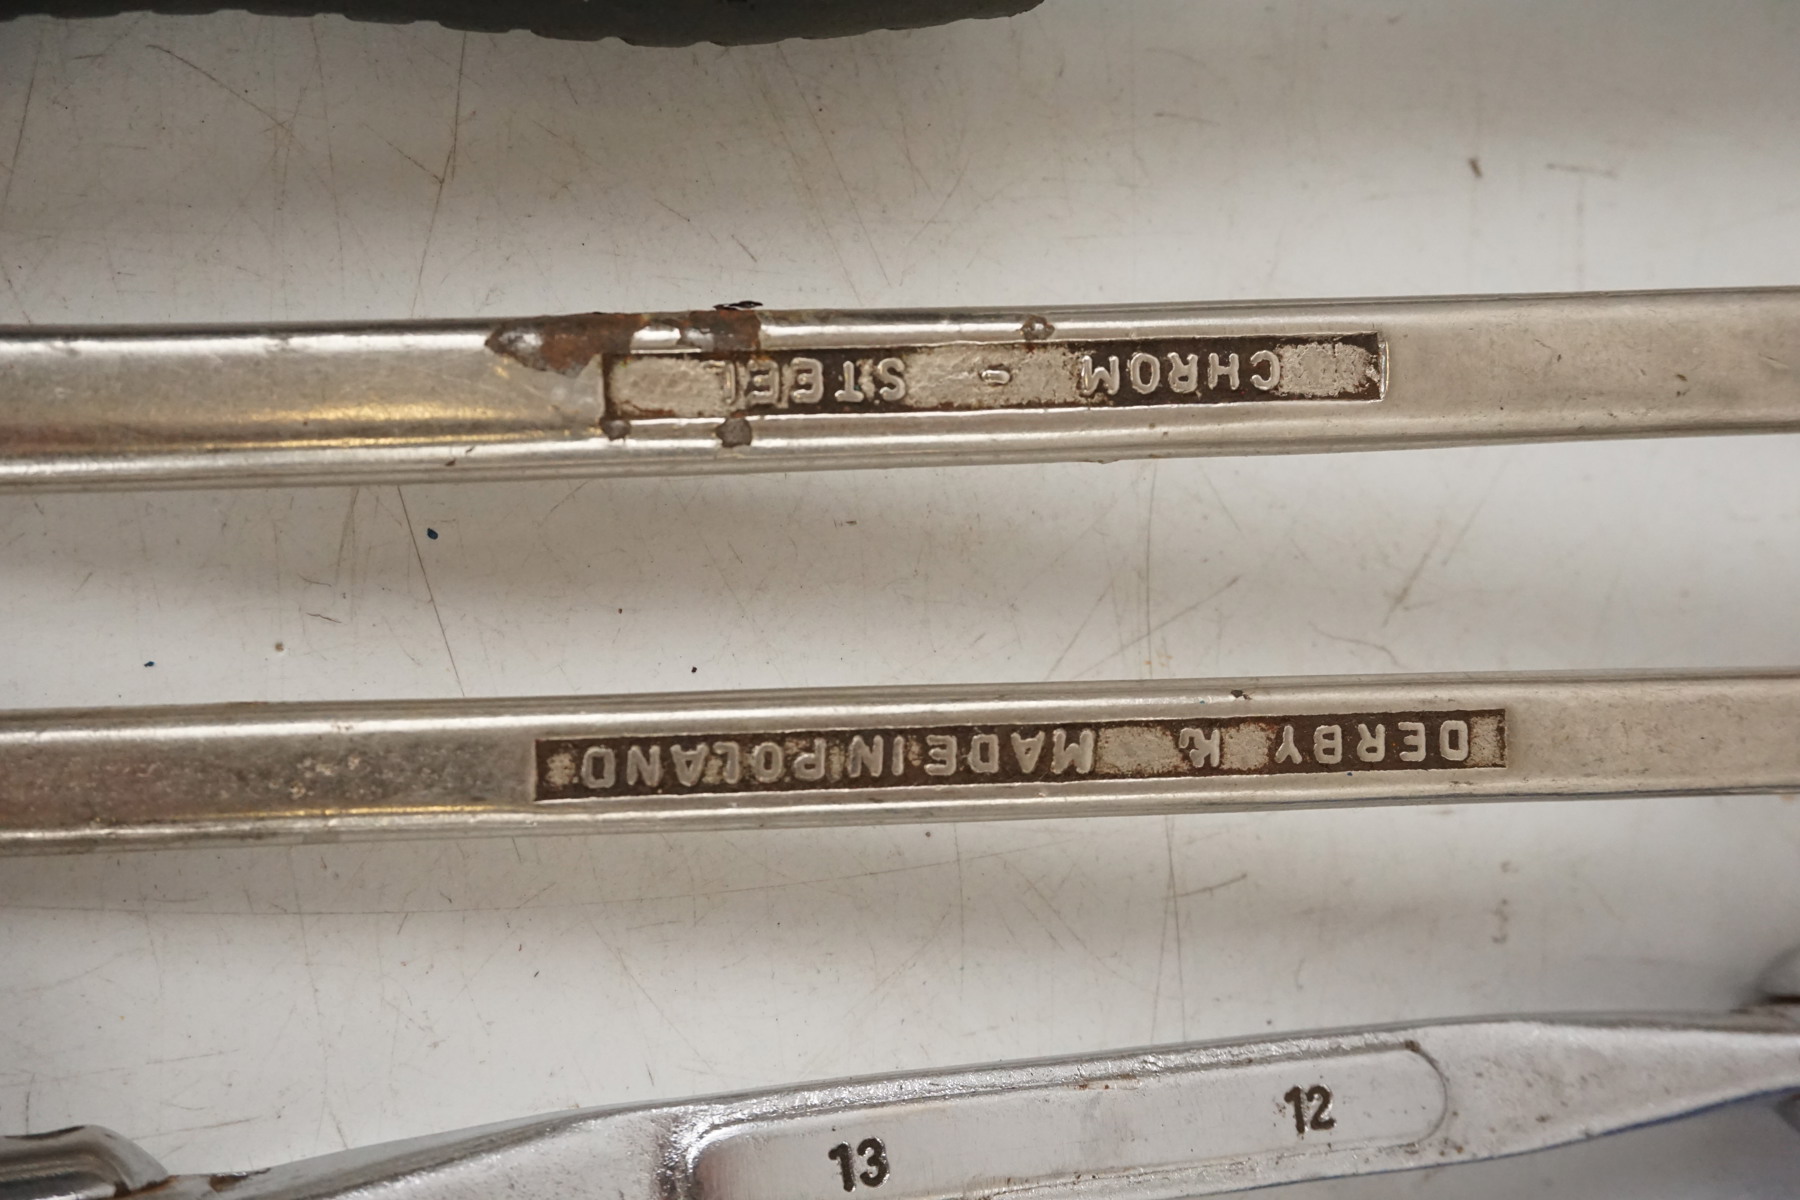 CHROM - STEEL
DERBY K MADE IN POLAND
13 12